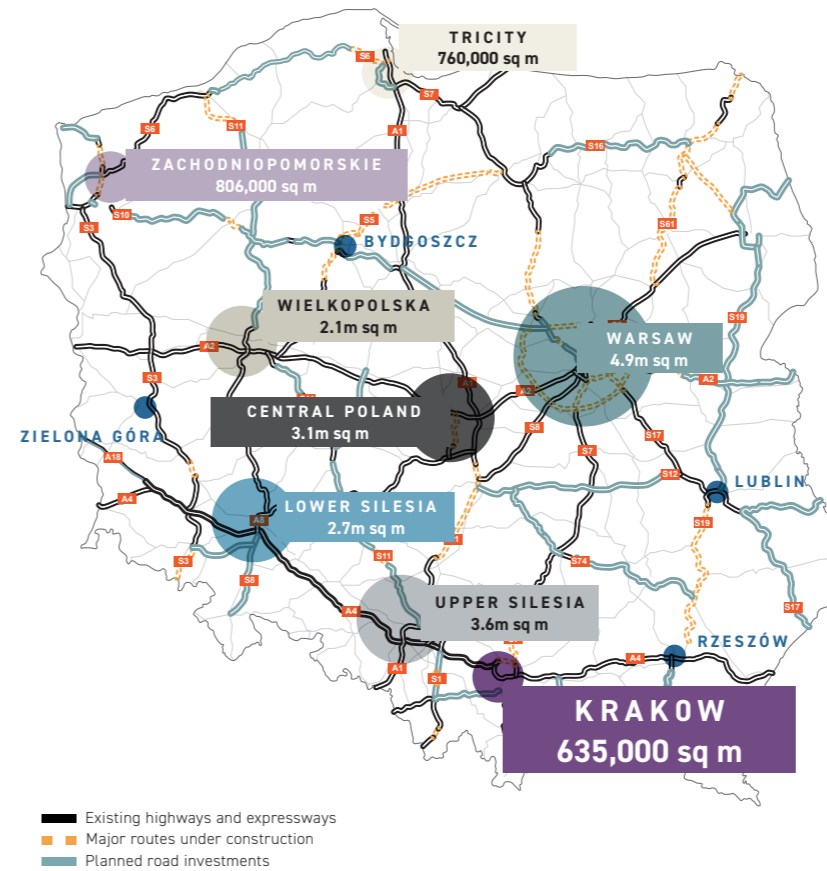 TRICITY
760,000 sq m
S6
S7
S6
S11
A1
S16
ZACHODNIOPOMORSKIE
806,000 sq m
S10
S3
S5
S61
BYDGOSZCZ
WIELKOPOLSKA
2.1m sq m
S19
WARSAW
4.9m sq m
A2
S3
A1
A2
A2
CENTRAL POLAND
3.1m sq m
ZIELONA GÓRA
S8
S7
S17
A18
S12
LUBLIN
A4
LOWER SILESIA
2.7m sq m
A8
S19
S11
S3
S74
S8
UPPER SILESIA
3.6m sq m
A4
S17
RZESZÓW
A1
S1
A4
KRAKOW
635,000 sq m
Existing highways and expressways
Major routes under construction
Planned road investments